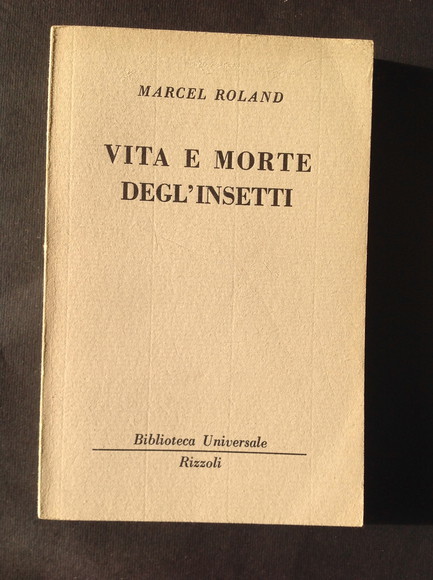 MARCEL ROLAND
VITA E MORTE
DEGL'INSETTI
Biblioteca Universale
Rizzoli